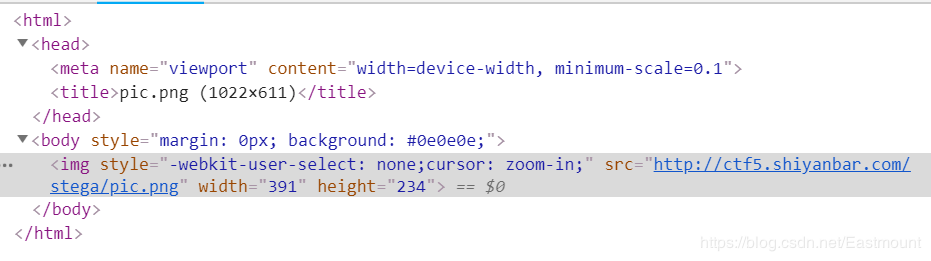 <html>
▼<head>
<meta name="viewport" content="width=device-width, minimum-scale=0.1">
<title>pic.png (1022×611)</title>
</head>
▼<body style="margin: 0px; background: #0e0e0e;">
… <img style="-webkit-user-select: none;cursor: zoom-in;" src="http://ctf5.shiyanbar.com/
stega/pic.png" width="391" height="234"> == $0
</body>
</html>
https://blog.csdn.net/Eastmount